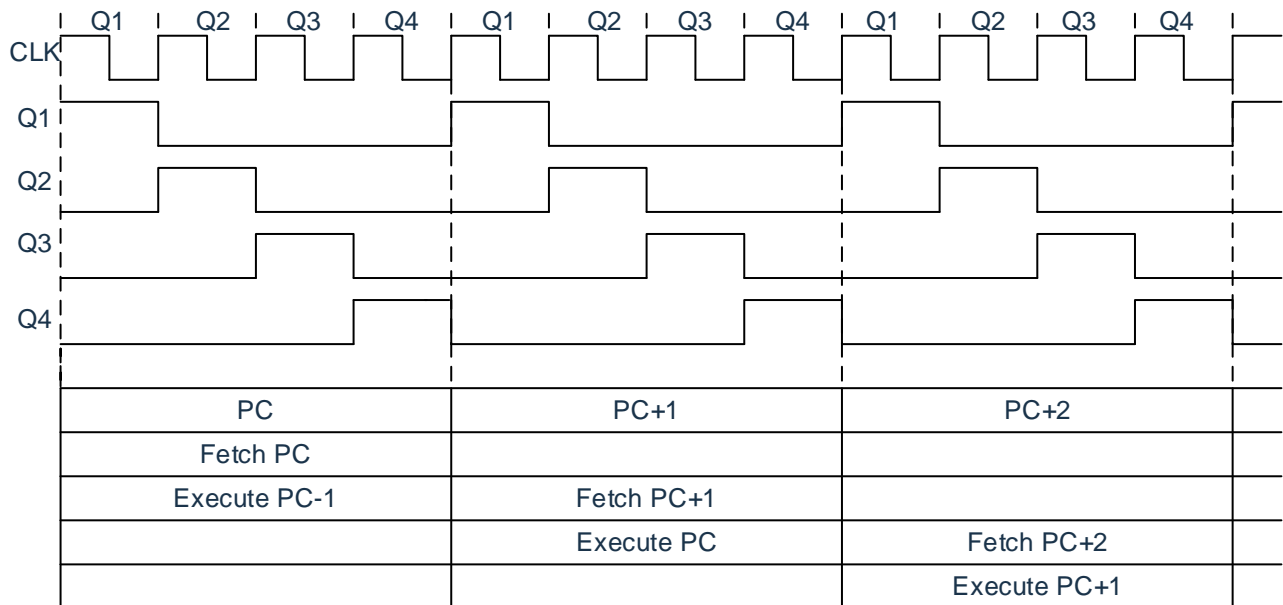 Q1 Q2 Q3 Q4 Q1 Q2 Q3 Q4 Q1 Q2 Q3 Q4
CLK
Q1
Q2
Q3
Q4
PC PC+1 PC+2
Fetch PC
Execute PC-1 Fetch PC+1
Execute PC Fetch PC+2
Execute PC+1